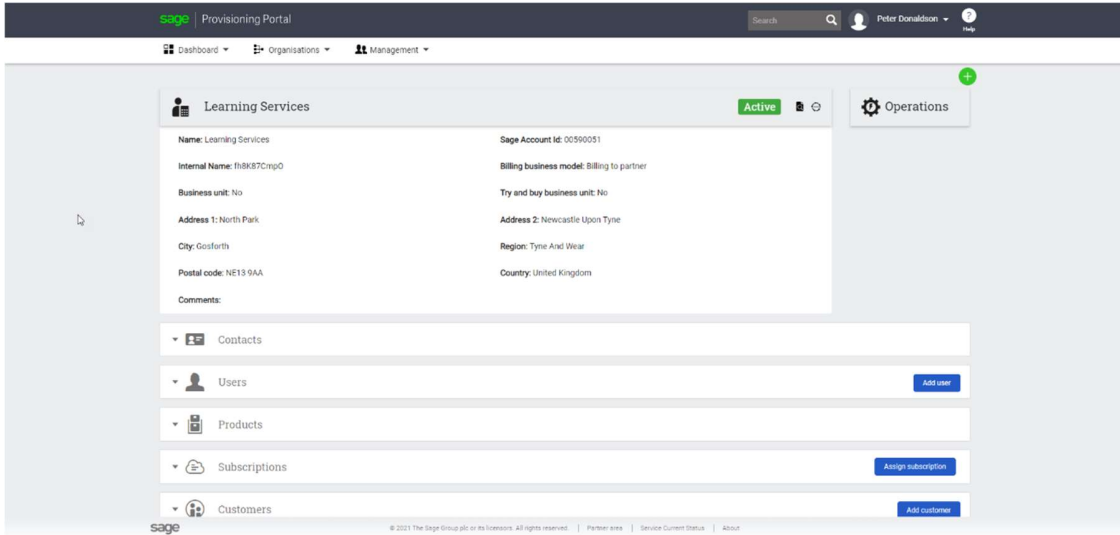 sage | Provisioning Portal
Search
Peter Donaldson
?
Help
Dashboard
Organisations
Management
+
Learning Services
Active
Operations
Name: Learning Services
Sage Account Id: 00590051
Internal Name: fh8K87CmpO
Billing business model: Billing to partner
Business unit: No
Try and buy business unit: No
Address 1: North Park
Address 2: Newcastle Upon Tyne
City: Gosforth
Region: Tyne And Wear
Postal code: NE13 9AA
Country: United Kingdom
Comments:
Contacts
Users
Add user
Products
Subscriptions
Assign subscription
Customers
Add customer
sage
© 2021 The Sage Group plc or its licensors. All rights reserved. | Partner area | Service Current Status | About